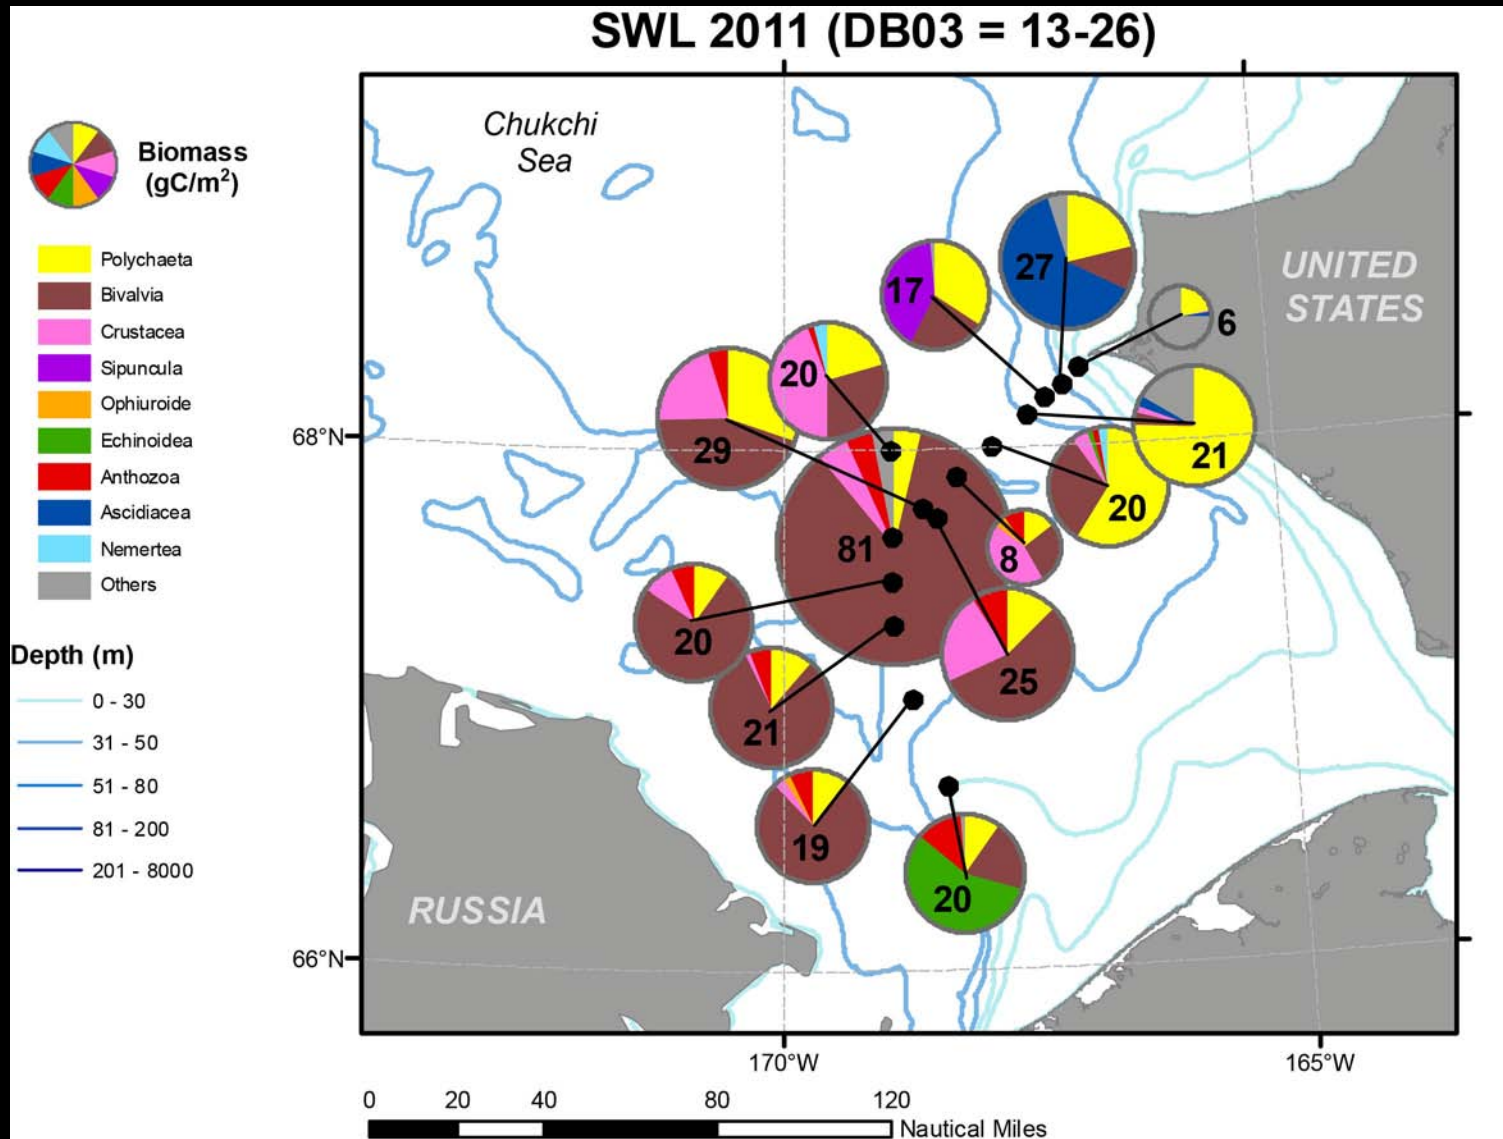 SWL 2011 (DB03 = 13-26)
Chukchi
Sea
Biomass
(gC/m²)
Polychaeta
Bivalvia
Crustacea
Sipuncula
Ophiuroide
Echinoidea
Anthozoa
Ascidiacea
Nemertea
Others
Depth (m)
0 - 30
31 - 50
51 - 80
81 - 200
201 - 8000
UNITED
STATES
RUSSIA
27
17
6
20
29
21
20
81
8
20
25
21
19
20
68°N
66°N
170°W
165°W
0 20 40 80 120
Nautical Miles